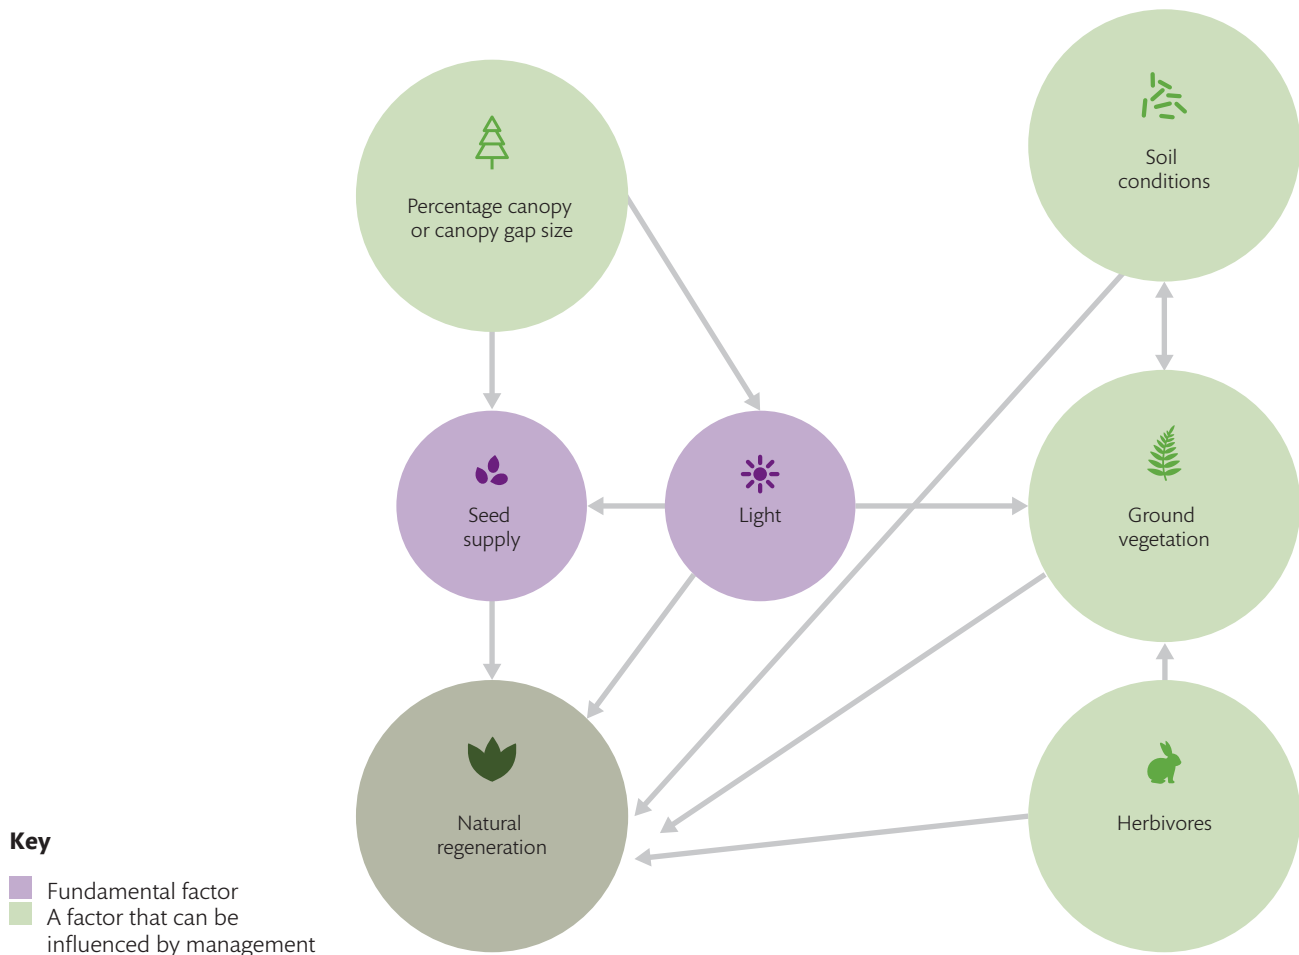 Percentage canopy
or canopy gap size
Soil
conditions
Seed
supply
Light
Ground
vegetation
Natural
regeneration
Herbivores
Key
Fundamental factor
A factor that can be
influenced by management